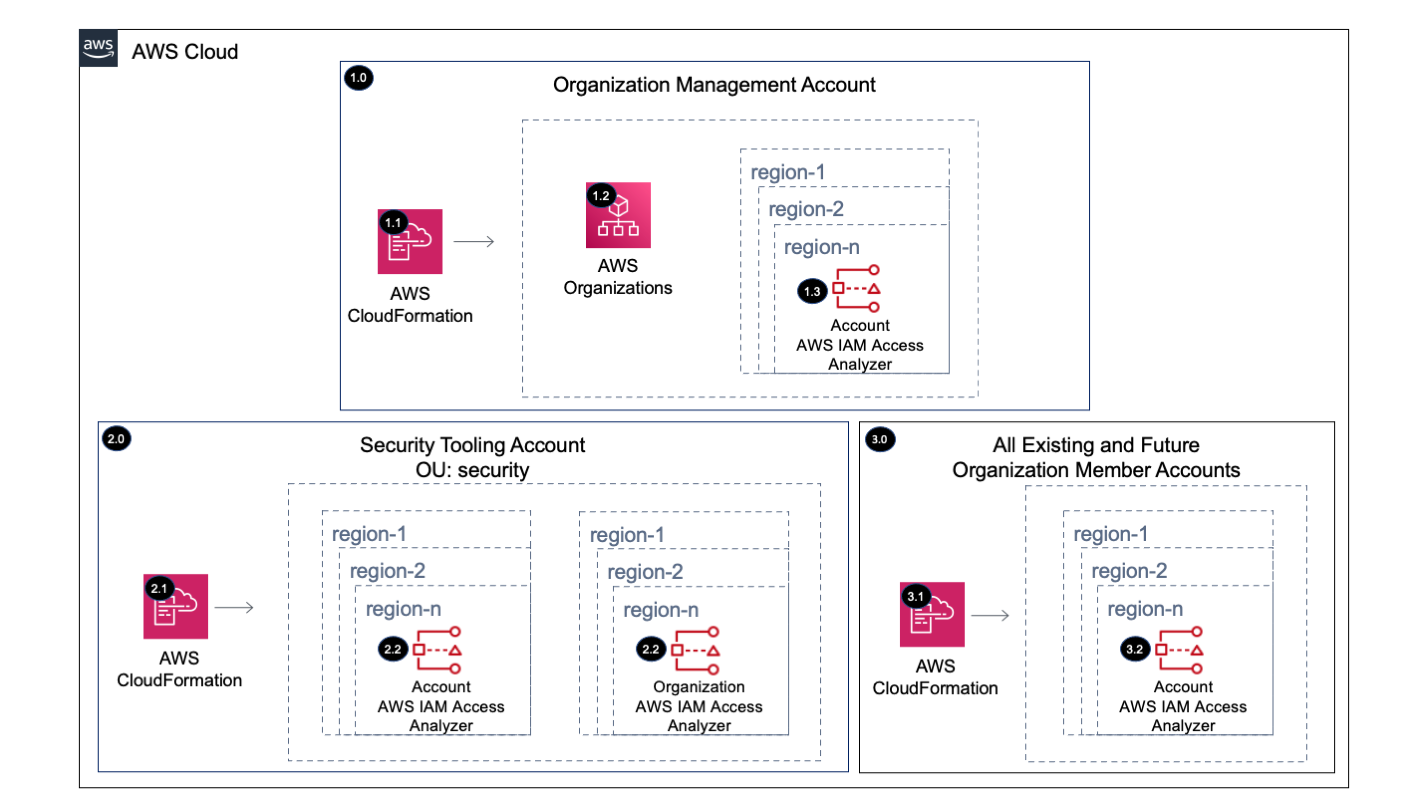 aws
AWS Cloud
1.0
Organization Management Account
1.1
AWS
CloudFormation
1.2
AWS
Organizations
region-1
region-2
region-n
1.3
Account
AWS IAM Access
Analyzer
2.0
Security Tooling Account
OU: security
2.1
AWS
CloudFormation
region-1
region-2
region-n
2.2
Account
AWS IAM Access
Analyzer
region-1
region-2
region-n
2.2
Organization
AWS IAM Access
Analyzer
3.0
All Existing and Future
Organization Member Accounts
3.1
AWS
CloudFormation
region-1
region-2
region-n
3.2
Account
AWS IAM Access
Analyzer